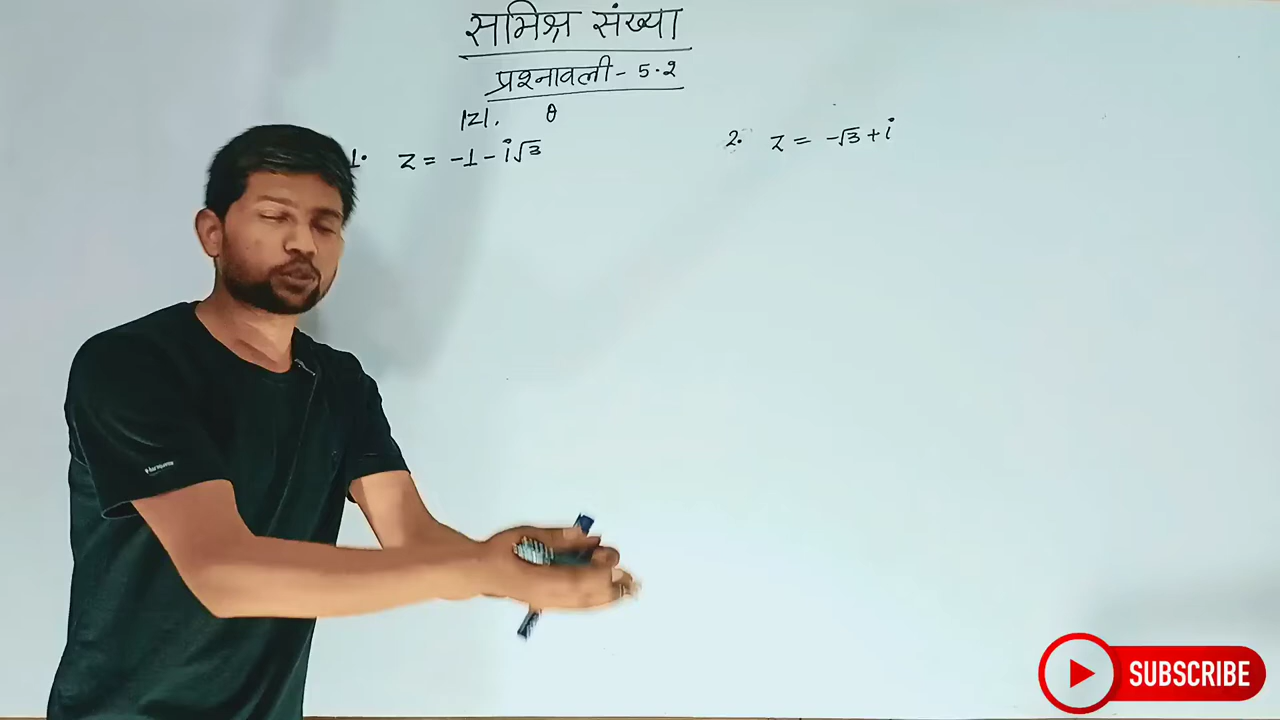 समिश्र संख्या
प्रश्नावली - 5.2
|z|. θ
1. z = -1 - i√3
2. z = -√3 + i
SUBSCRIBE